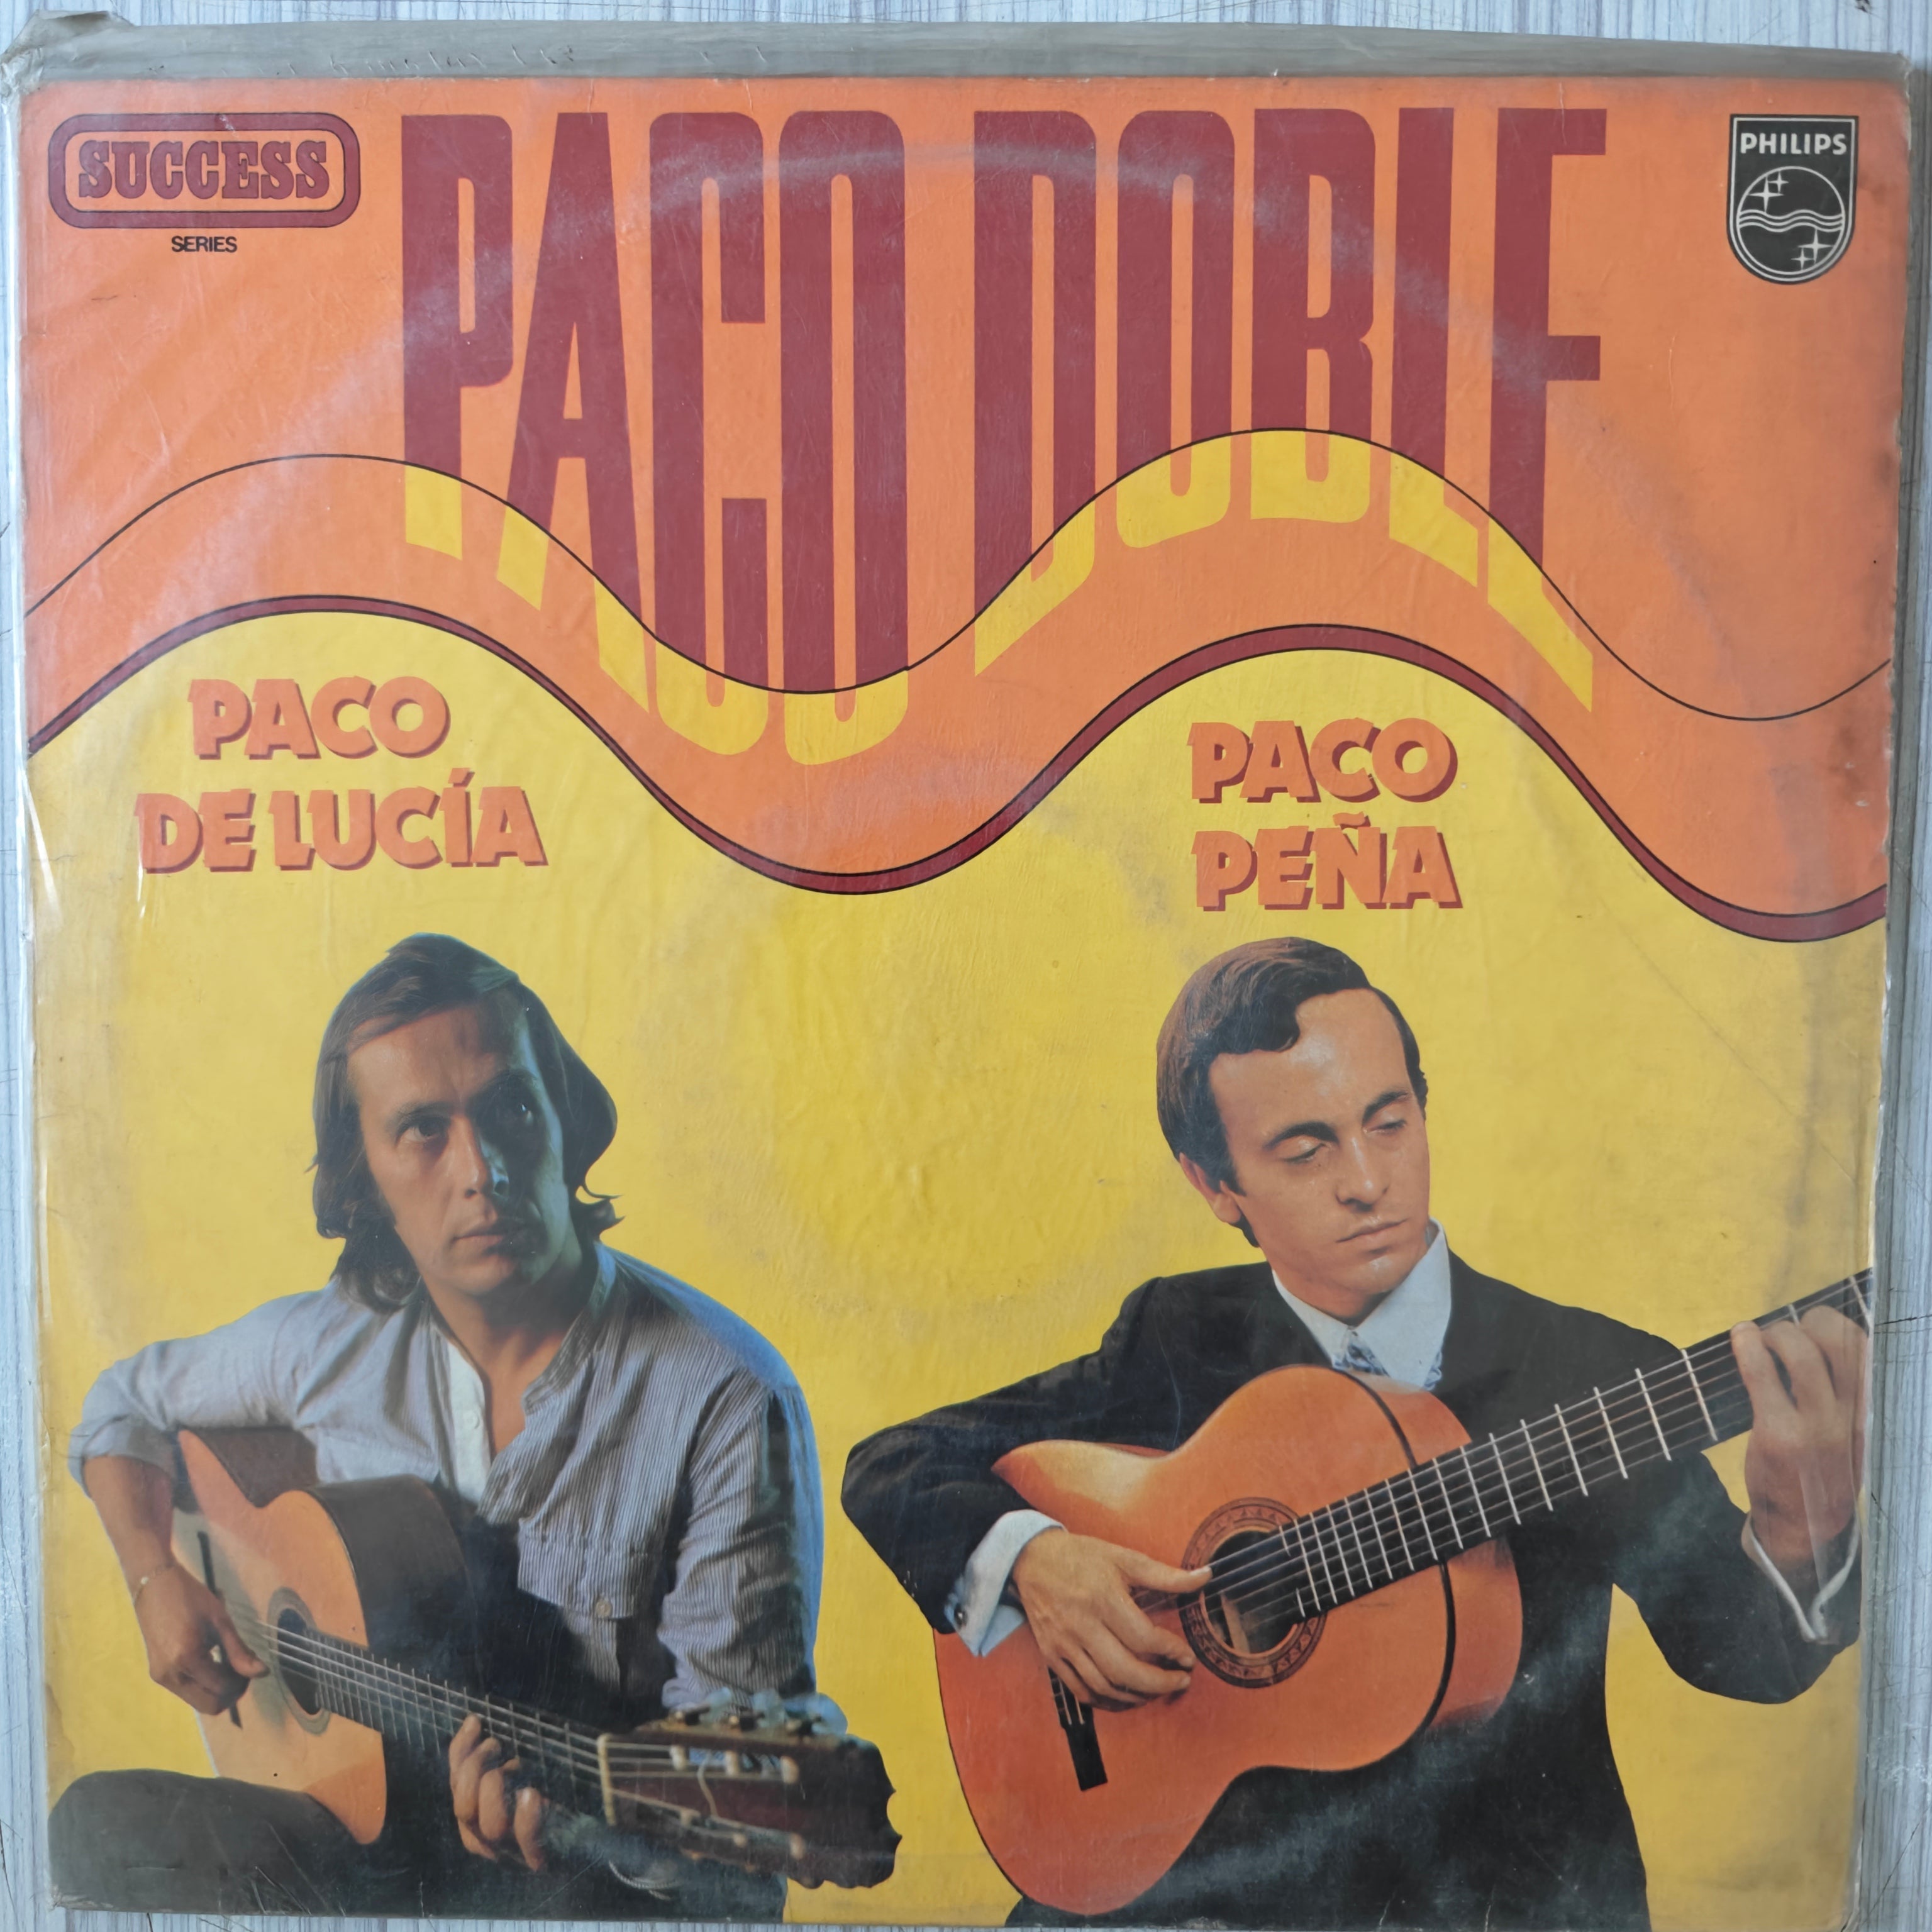 SUCCESS
SERIES
PACO DOBLE
PHILIPS
PACO
DE LUCÍA
PACO
PEÑA